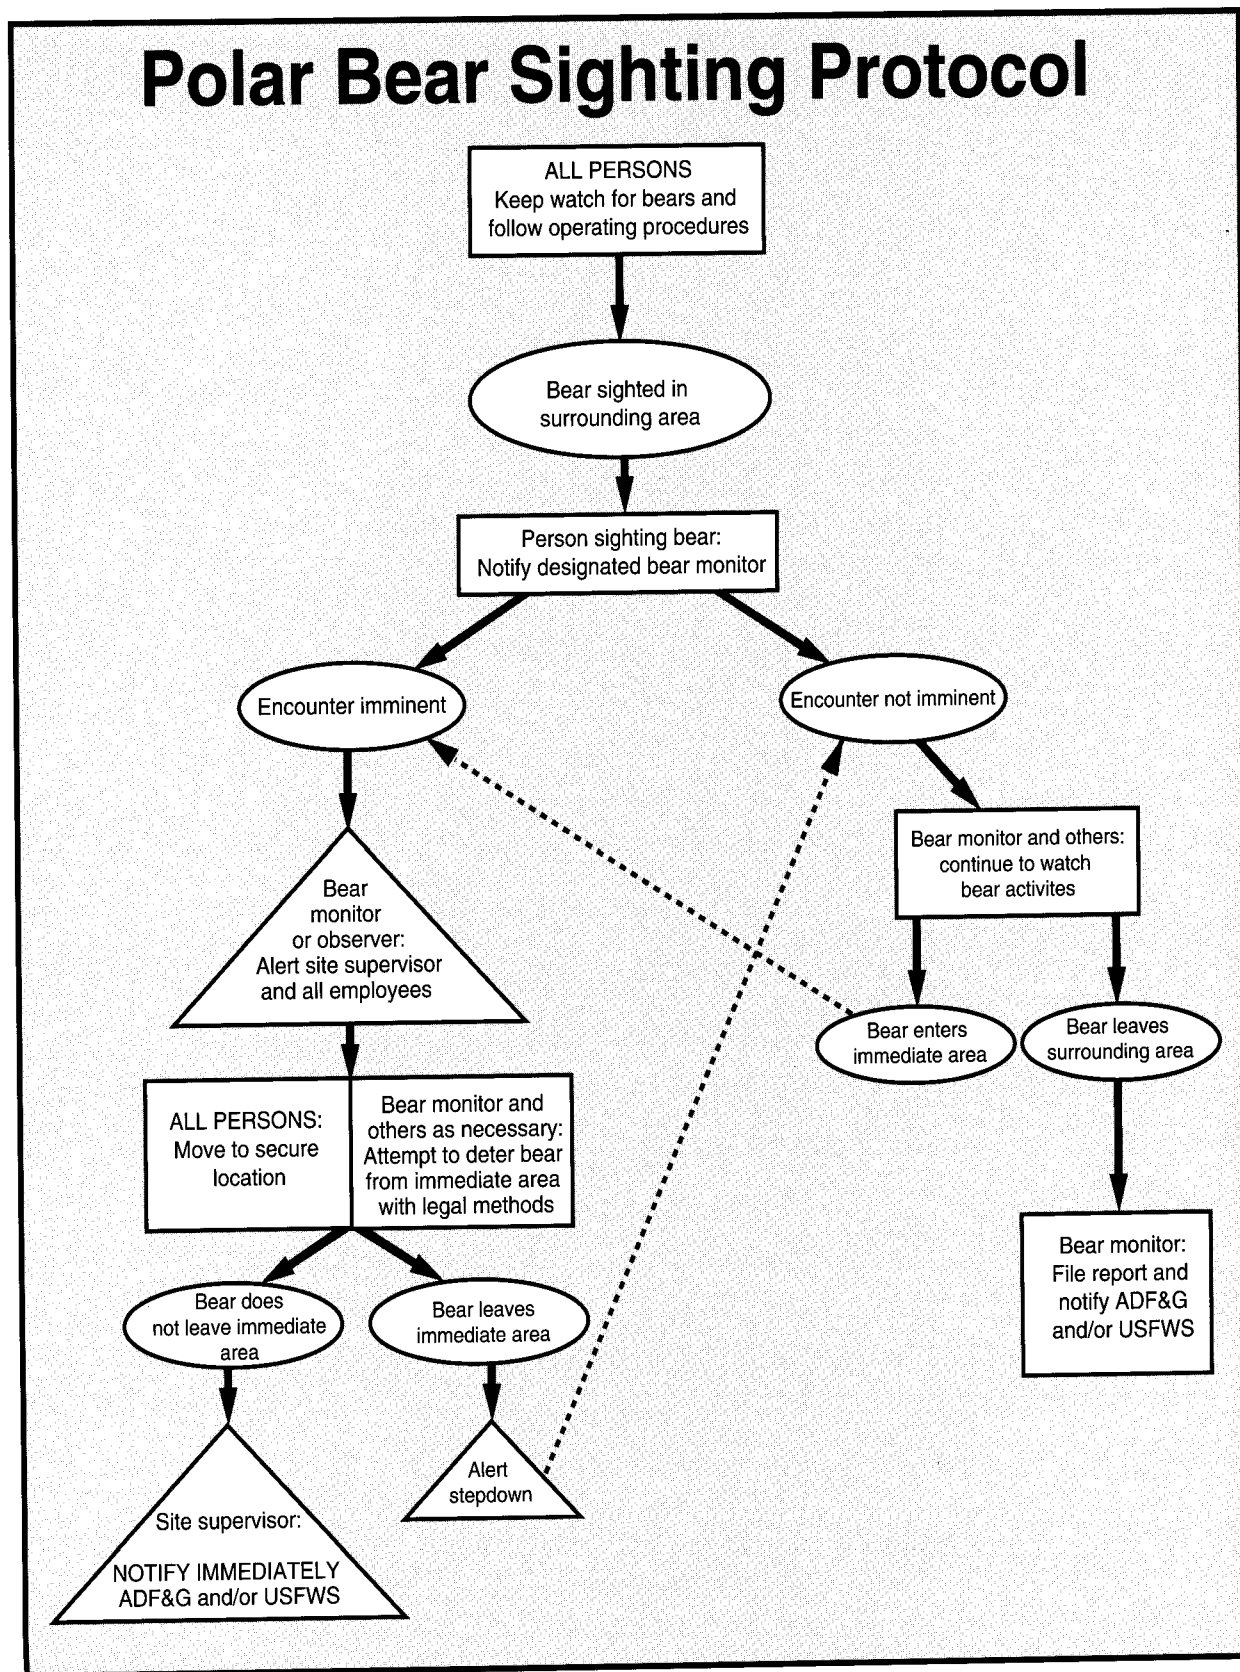 Polar Bear Sighting Protocol
ALL PERSONS
Keep watch for bears and
follow operating procedures
Bear sighted in
surrounding area
Person sighting bear:
Notify designated bear monitor
Encounter imminent
Encounter not imminent
Bear monitor and others:
continue to watch
bear activites
Bear
monitor
or observer:
Alert site supervisor
and all employees
Bear enters
immediate area
Bear leaves
surrounding area
ALL PERSONS:
Move to secure
location
Bear monitor and
others as necessary:
Attempt to deter bear
from immediate area
with legal methods
Bear monitor:
File report and
notify ADF&G
and/or USFWS
Bear does
not leave immediate
area
Bear leaves
immediate area
Alert
stepdown
Site supervisor:
NOTIFY IMMEDIATELY
ADF&G and/or USFWS